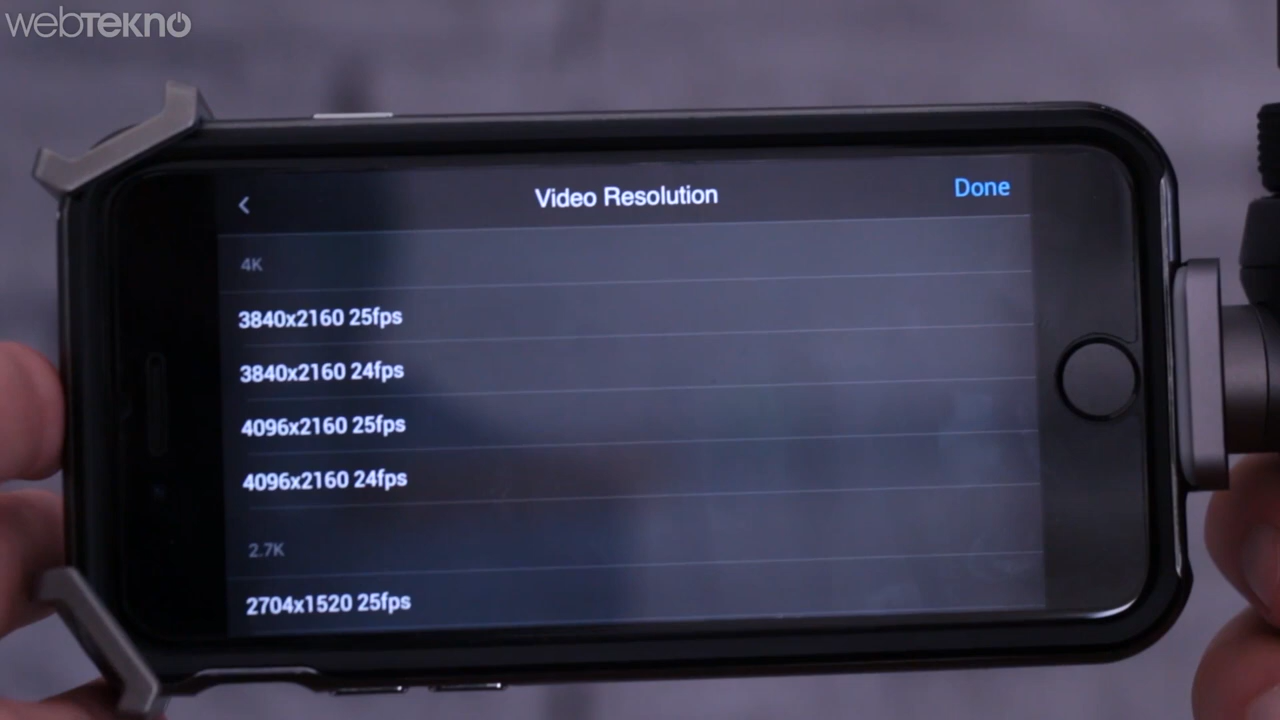 webTEKNO
Video Resolution
Done
4K
3840x2160 25fps
3840x2160 24fps
4096x2160 25fps
4096x2160 24fps
2.7K
2704x1520 25fps